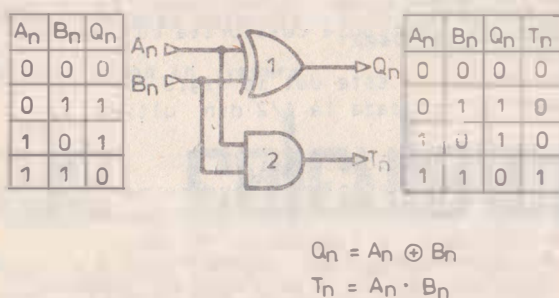 An Bn Qn
0 0 0
0 1 1
1 0 1
1 1 0
An
Bn
1
2
Qn
Tn
An Bn Qn Tn
0 0 0 0
0 1 1 0
1 0 1 0
1 1 0 1
Qn = An ⊕ Bn
Tn = An · Bn